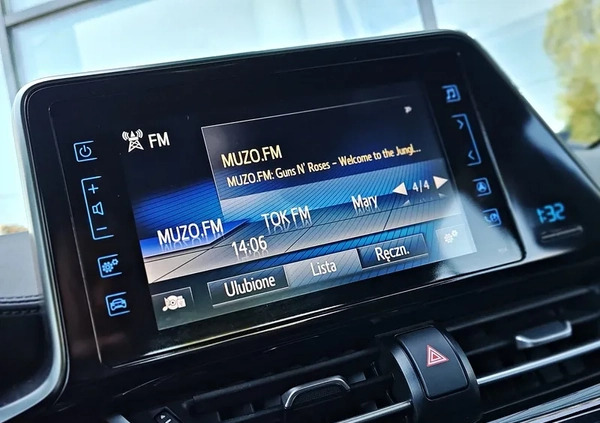 FM
MUZO.FM
MUZO.FM: Guns N' Roses – Welcome to the Jungl...
MUZO.FM TOK FM Mary 4/4
14:06
Ulubione Lista Ręczn.
1:32